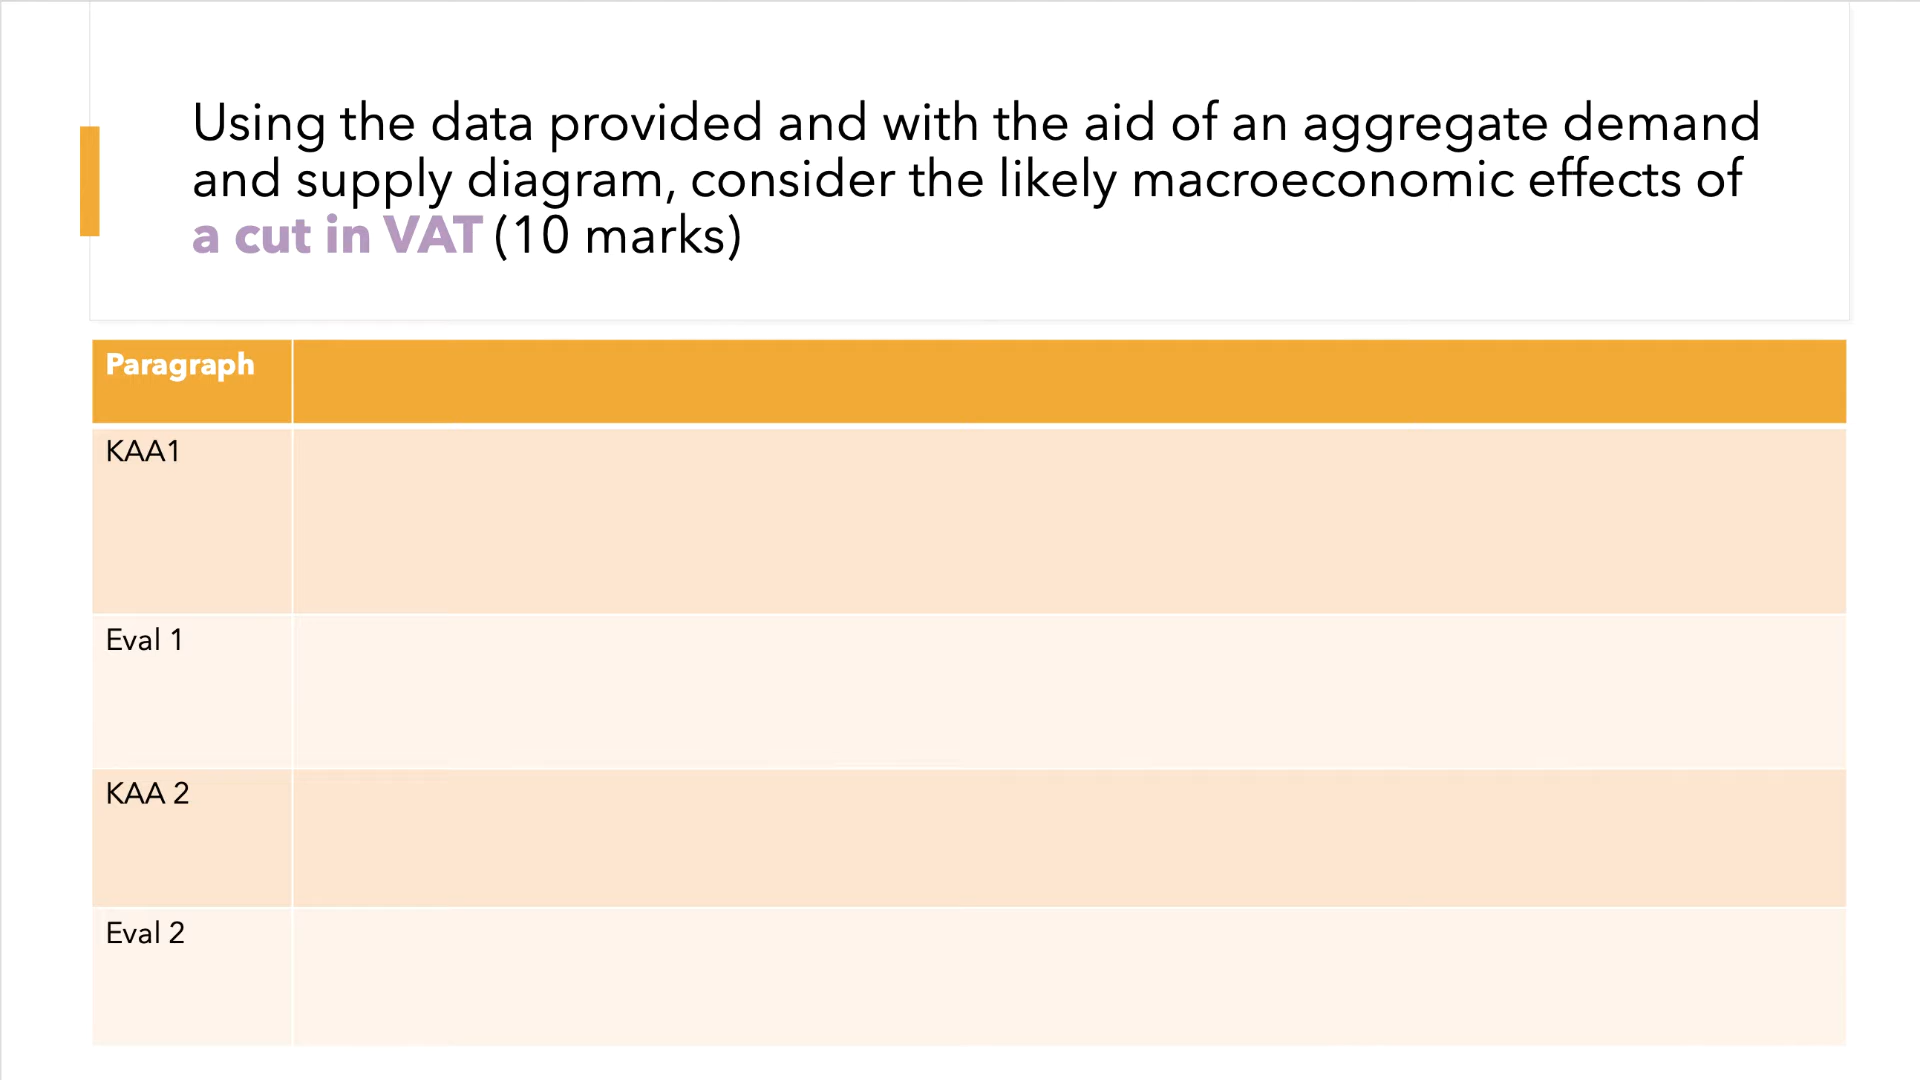 Using the data provided and with the aid of an aggregate demand
and supply diagram, consider the likely macroeconomic effects of
a cut in VAT (10 marks)
Paragraph
KAA1
Eval 1
KAA 2
Eval 2